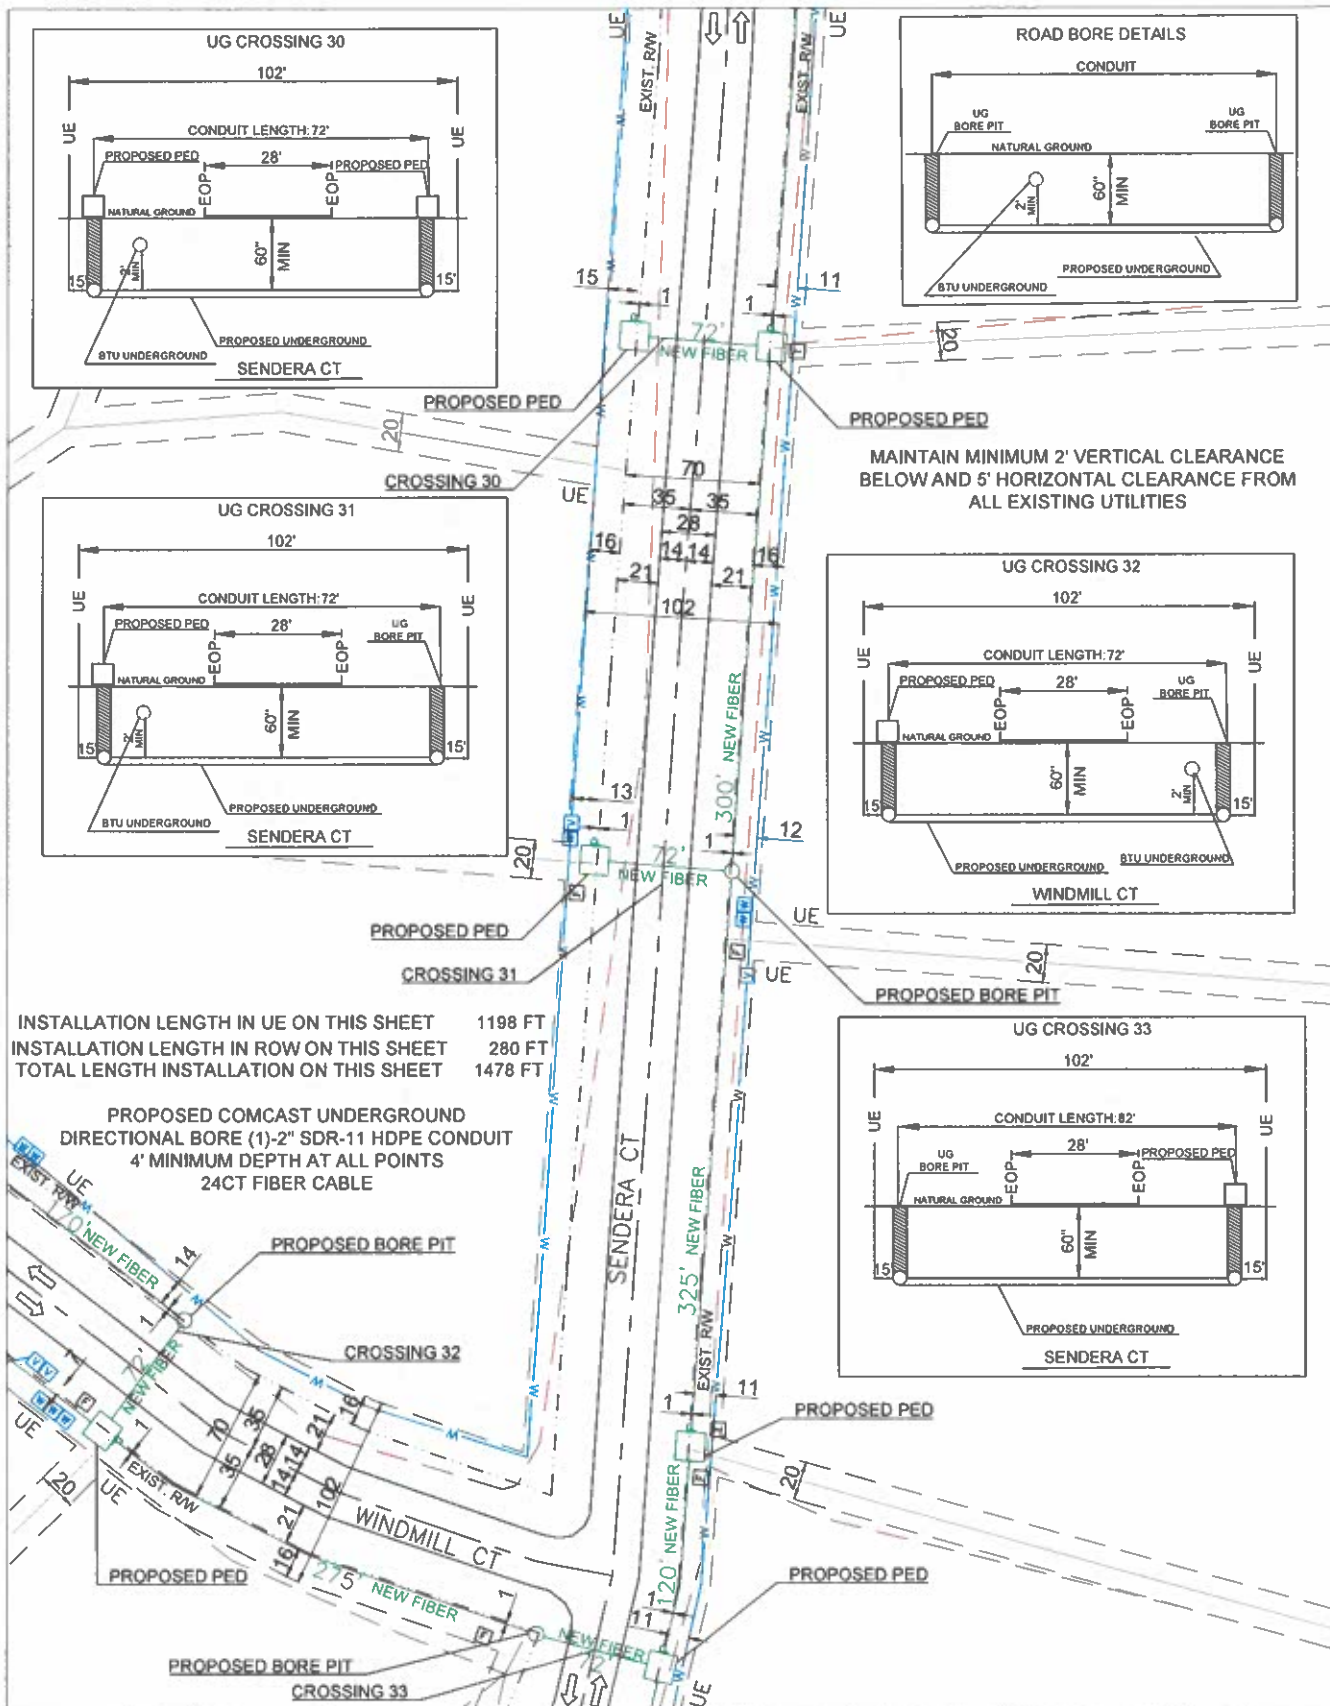 UG CROSSING 30
102'
UE
UE
CONDUIT LENGTH:72'
PROPOSED PED
28'
PROPOSED PED
EOP
EOP
NATURAL GROUND
60"
MIN
2'
MIN
15'
15'
PROPOSED UNDERGROUND
BTU UNDERGROUND
SENDERA CT
UE
EXIST. R/W
EXIST. R/W
UE
ROAD BORE DETAILS
CONDUIT
UG
BORE PIT
UG
BORE PIT
NATURAL GROUND
60"
MIN
2'
MIN
PROPOSED UNDERGROUND
BTU UNDERGROUND
15
1
1
11
72'
NEW FIBER
20
PROPOSED PED
PROPOSED PED
20
CROSSING 30
UE
MAINTAIN MINIMUM 2' VERTICAL CLEARANCE
BELOW AND 5' HORIZONTAL CLEARANCE FROM
ALL EXISTING UTILITIES
70
35 35
28
16 14 14 16
21 21
102
UG CROSSING 31
102'
UE
UE
CONDUIT LENGTH:72'
PROPOSED PED
28'
UG
BORE PIT
EOP
EOP
NATURAL GROUND
60"
MIN
2'
MIN
15'
15'
PROPOSED UNDERGROUND
BTU UNDERGROUND
SENDERA CT
UG CROSSING 32
102'
UE
UE
CONDUIT LENGTH:72'
PROPOSED PED
28'
UG
BORE PIT
EOP
EOP
NATURAL GROUND
60"
MIN
2'
MIN
15'
15'
PROPOSED UNDERGROUND
BTU UNDERGROUND
WINDMILL CT
300' NEW FIBER
13
1
12
1
20
72'
NEW FIBER
F
PROPOSED PED
CROSSING 31
UE
F
V
UE
20
PROPOSED BORE PIT
INSTALLATION LENGTH IN UE ON THIS SHEET 1198 FT
INSTALLATION LENGTH IN ROW ON THIS SHEET 280 FT
TOTAL LENGTH INSTALLATION ON THIS SHEET 1478 FT
PROPOSED COMCAST UNDERGROUND
DIRECTIONAL BORE (1)-2" SDR-11 HDPE CONDUIT
4' MINIMUM DEPTH AT ALL POINTS
24CT FIBER CABLE
UG CROSSING 33
102'
UE
UE
CONDUIT LENGTH:82'
UG
BORE PIT
28'
PROPOSED PED
EOP
EOP
NATURAL GROUND
60"
MIN
15'
15'
PROPOSED UNDERGROUND
SENDERA CT
SENDERA CT
325' NEW FIBER
EXIST. R/W
EXIST. R/W
UE
170' NEW FIBER
14
1
PROPOSED BORE PIT
CROSSING 32
72'
NEW FIBER
V V
F
W W W
UE
1
20
UE
EXIST. R/W
70
35 35
28
14 14
21
16
102
21
16
WINDMILL CT
PROPOSED PED
275' NEW FIBER
1
11
PROPOSED PED
F
20
120' NEW FIBER
PROPOSED PED
1
11
1
F
NEW FIBER
72'
PROPOSED BORE PIT
CROSSING 33
UE